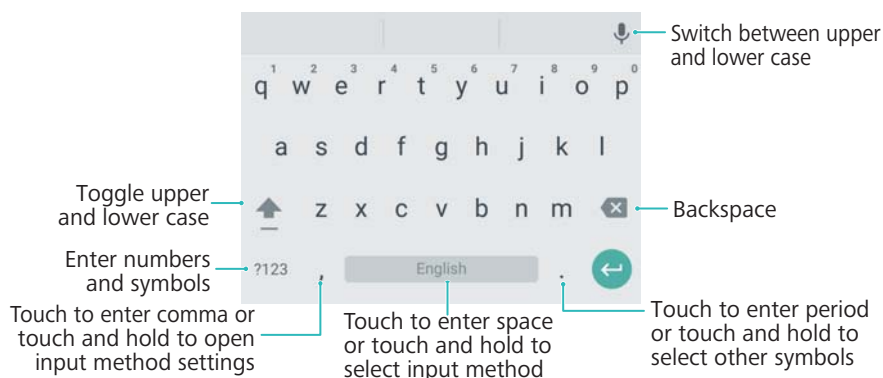 Switch between upper
and lower case
1 2 3 4 5 6 7 8 9 0
q w e r t y u i o p
a s d f g h j k l
Toggle upper
and lower case
z x c v b n m
Backspace
Enter numbers
and symbols
?123 , English .
Touch to enter comma or
touch and hold to open
input method settings
Touch to enter space
or touch and hold to
select input method
Touch to enter period
or touch and hold to
select other symbols